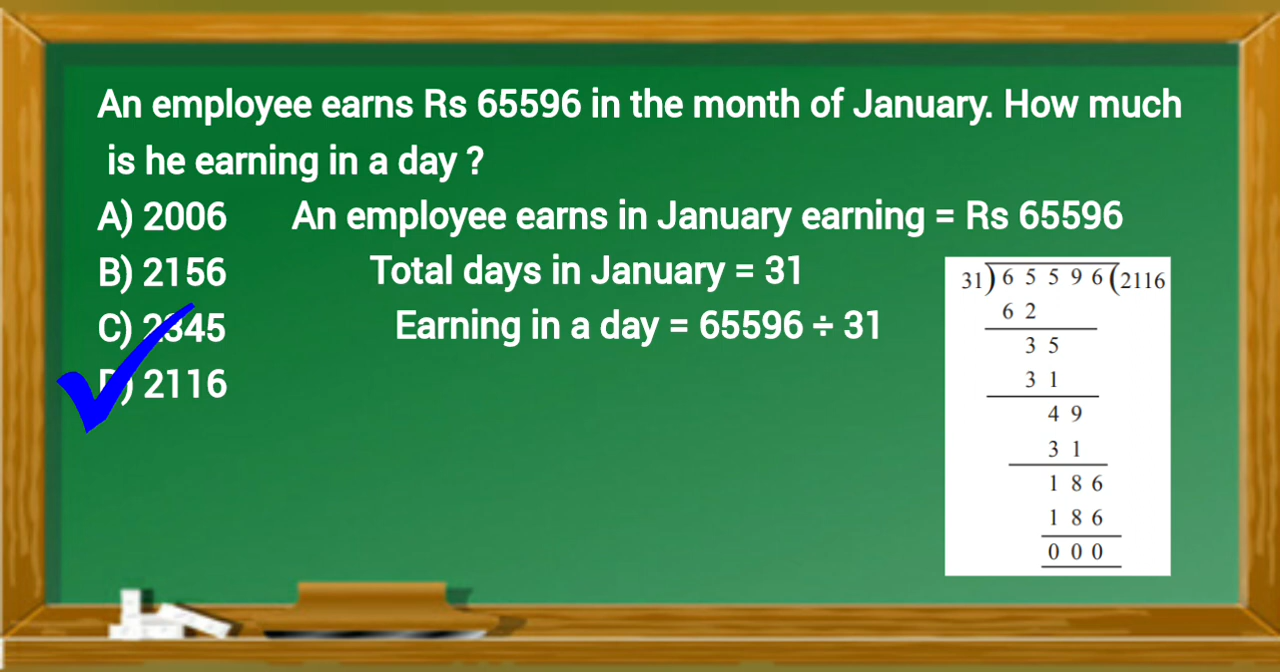 An employee earns Rs 65596 in the month of January. How much
is he earning in a day ?
A) 2006
An employee earns in January earning = Rs 65596
B) 2156
Total days in January = 31
C) 2345
Earning in a day = 65596 ÷ 31
D) 2116
31)6 5 5 9 6(2116
6 2
3 5
3 1
4 9
3 1
1 8 6
1 8 6
0 0 0